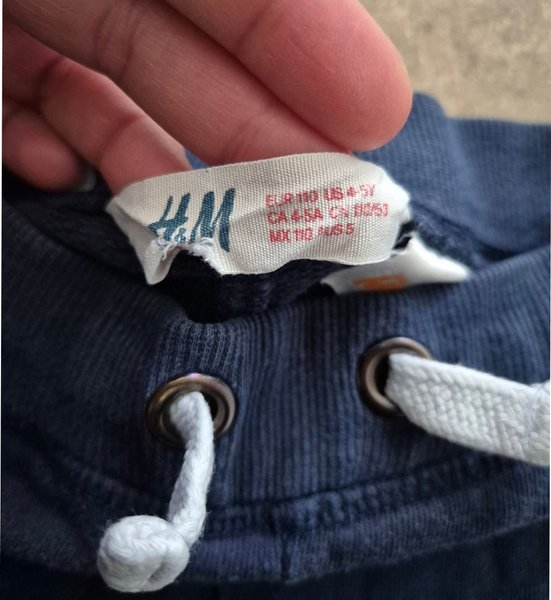 H&M
EUR 110 US 4-5Y
CA 4-5A CN 110/53
MX 110 AUS 5